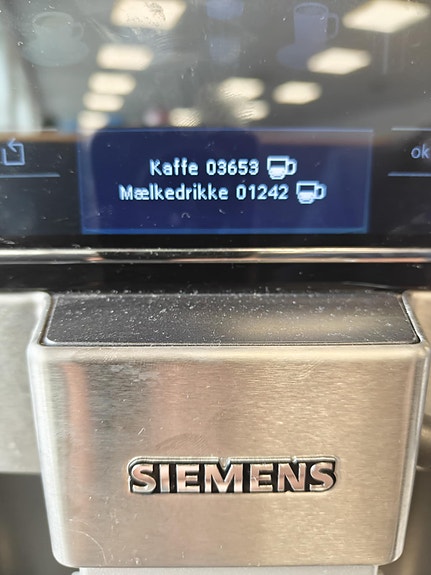 Kaffe 03653
Mælkedrikke 01242
ok
SIEMENS